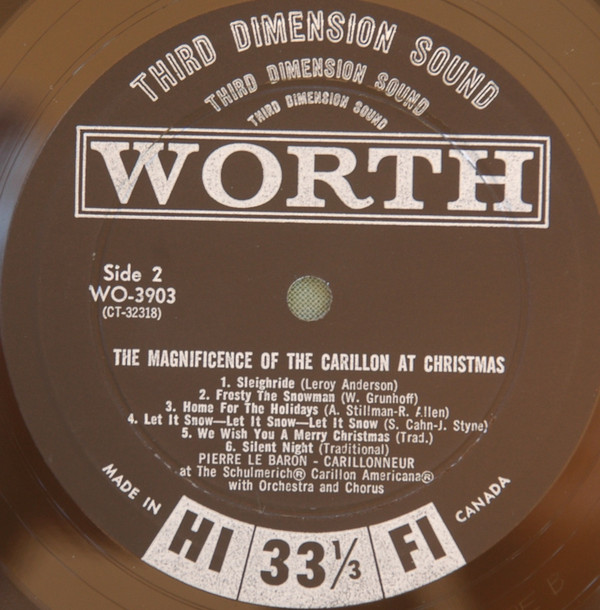 THIRD DIMENSION SOUND
THIRD DIMENSION SOUND
THIRD DIMENSION SOUND
WORTH
Side 2
WO-3903
(CT-32318)
THE MAGNIFICENCE OF THE CARILLON AT CHRISTMAS
1. Sleighride (Leroy Anderson)
2. Frosty The Snowman (W. Grunhoff)
3. Home For The Holidays (A. Stillman-R. Allen)
4. Let It Snow—Let It Snow—Let It Snow (S. Cahn-J. Styne)
5. We Wish You A Merry Christmas (Trad.)
6. Silent Night (Traditional)
PIERRE LE BARON - CARILLONNEUR
at The Schulmerich® Carillon Americana®
with Orchestra and Chorus
MADE IN CANADA
HI 33⅓ FI